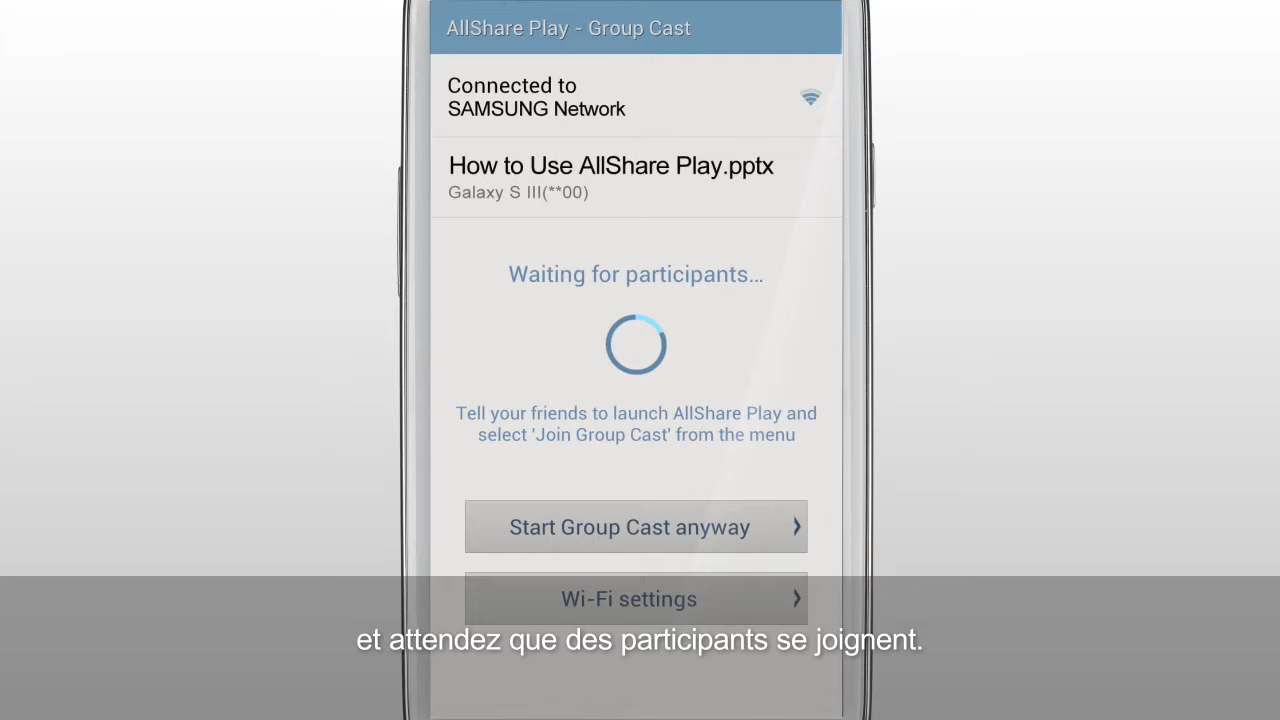 AllShare Play - Group Cast
Connected to
SAMSUNG Network
How to Use AllShare Play.pptx
Galaxy S III(**00)
Waiting for participants...
Tell your friends to launch AllShare Play and
select 'Join Group Cast' from the menu
Start Group Cast anyway
Wi-Fi settings
et attendez que des participants se joignent.